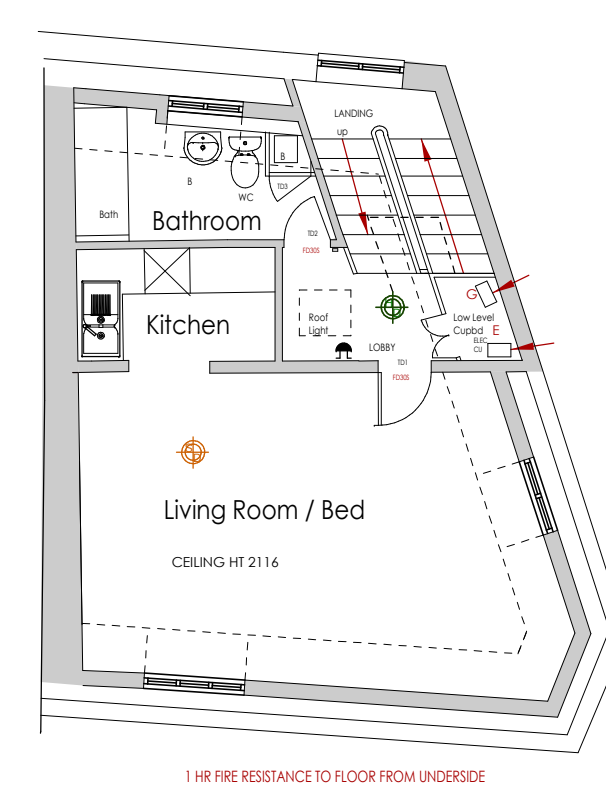 LANDING
up
B
B
WC
TD3
Bath
Bathroom
TD2
FD30S
G
Kitchen
Roof
Light
Low Level
Cupbd
E
ELEC
CU
LOBBY
TD1
FD30S
Living Room / Bed
CEILING HT 2116
1 HR FIRE RESISTANCE TO FLOOR FROM UNDERSIDE